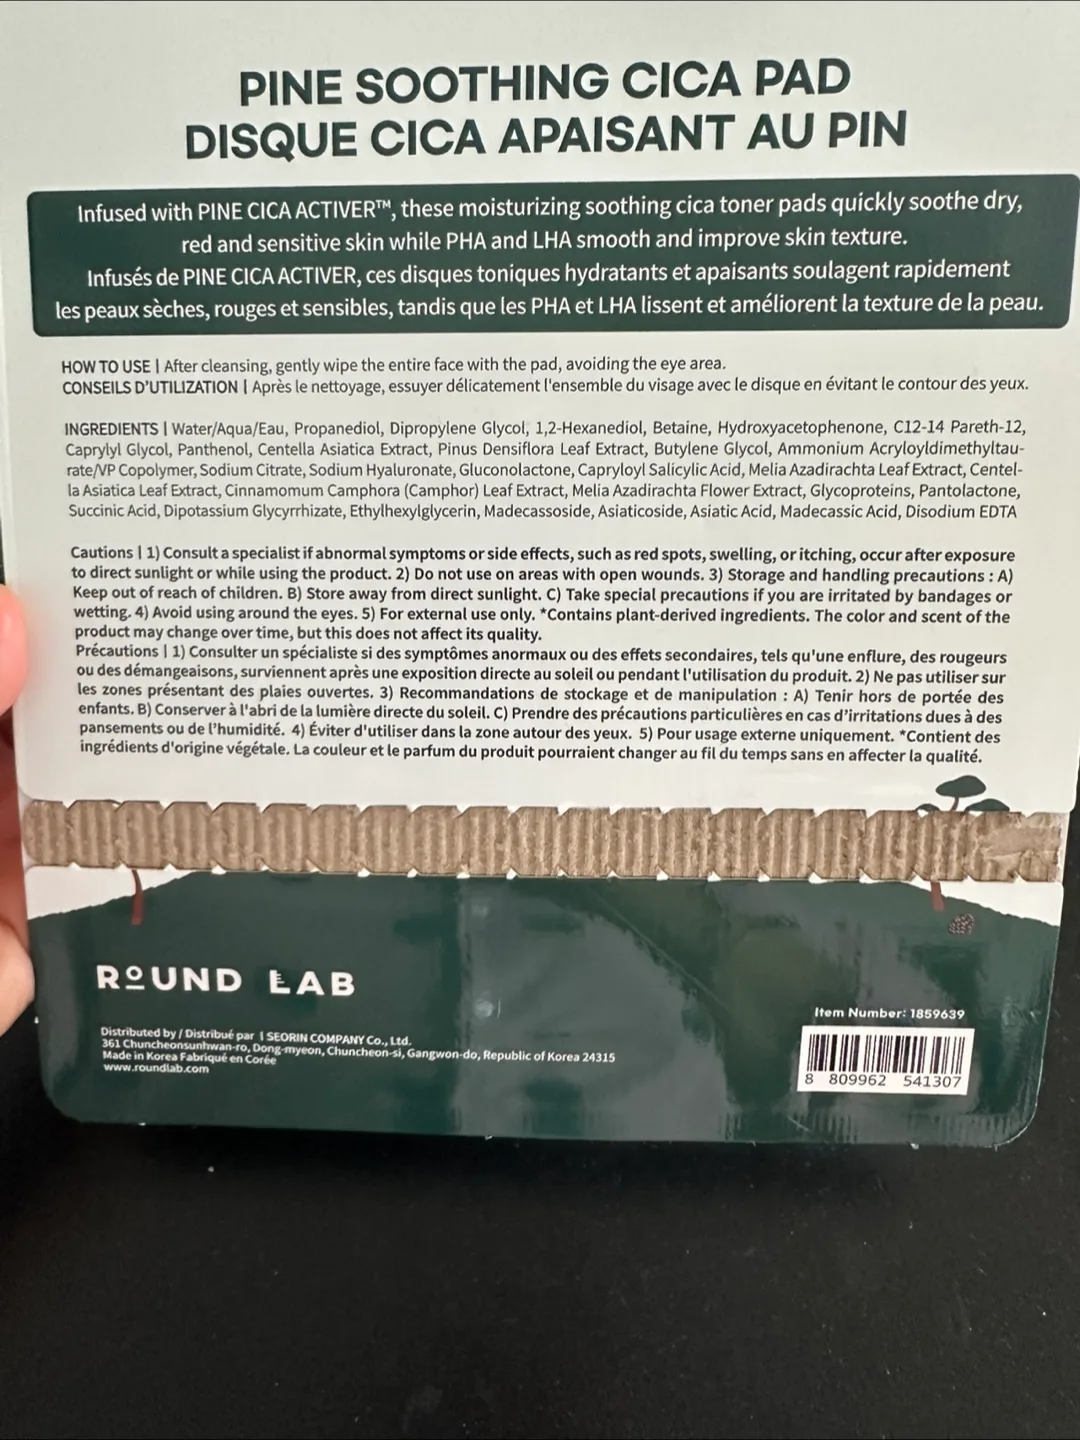 PINE SOOTHING CICA PAD
DISQUE CICA APAISANT AU PIN
Infused with PINE CICA ACTIVER™, these moisturizing soothing cica toner pads quickly soothe dry,
red and sensitive skin while PHA and LHA smooth and improve skin texture.
Infusés de PINE CICA ACTIVER, ces disques toniques hydratants et apaisants soulagent rapidement
les peaux sèches, rouges et sensibles, tandis que les PHA et LHA lissent et améliorent la texture de la peau.
HOW TO USE | After cleansing, gently wipe the entire face with the pad, avoiding the eye area.
CONSEILS D'UTILIZATION | Après le nettoyage, essuyer délicatement l'ensemble du visage avec le disque en évitant le contour des yeux.
INGREDIENTS | Water/Aqua/Eau, Propanediol, Dipropylene Glycol, 1,2-Hexanediol, Betaine, Hydroxyacetophenone, C12-14 Pareth-12,
Caprylyl Glycol, Panthenol, Centella Asiatica Extract, Pinus Densiflora Leaf Extract, Butylene Glycol, Ammonium Acryloyldimethyltau-
rate/VP Copolymer, Sodium Citrate, Sodium Hyaluronate, Gluconolactone, Capryloyl Salicylic Acid, Melia Azadirachta Leaf Extract, Centel-
la Asiatica Leaf Extract, Cinnamomum Camphora (Camphor) Leaf Extract, Melia Azadirachta Flower Extract, Glycoproteins, Pantolactone,
Succinic Acid, Dipotassium Glycyrrhizate, Ethylhexylglycerin, Madecassoside, Asiaticoside, Asiatic Acid, Madecassic Acid, Disodium EDTA
Cautions | 1) Consult a specialist if abnormal symptoms or side effects, such as red spots, swelling, or itching, occur after exposure
to direct sunlight or while using the product. 2) Do not use on areas with open wounds. 3) Storage and handling precautions : A)
Keep out of reach of children. B) Store away from direct sunlight. C) Take special precautions if you are irritated by bandages or
wetting. 4) Avoid using around the eyes. 5) For external use only. *Contains plant-derived ingredients. The color and scent of the
product may change over time, but this does not affect its quality.
Précautions | 1) Consulter un spécialiste si des symptômes anormaux ou des effets secondaires, tels qu'une enflure, des rougeurs
ou des démangeaisons, surviennent après une exposition directe au soleil ou pendant l'utilisation du produit. 2) Ne pas utiliser sur
les zones présentant des plaies ouvertes. 3) Recommandations de stockage et de manipulation : A) Tenir hors de portée des
enfants. B) Conserver à l'abri de la lumière directe du soleil. C) Prendre des précautions particulières en cas d'irritations dues à des
pansements ou de l'humidité. 4) Éviter d'utiliser dans la zone autour des yeux. 5) Pour usage externe uniquement. *Contient des
ingrédients d'origine végétale. La couleur et le parfum du produit pourraient changer au fil du temps sans en affecter la qualité.
ROUND LAB
Distributed by / Distribué par | SEORIN COMPANY Co., Ltd.
361 Chuncheonsunhwan-ro, Dong-myeon, Chuncheon-si, Gangwon-do, Republic of Korea 24315
Made in Korea Fabriqué en Corée
www.roundlab.com
Item Number: 1859639
8 809962 541307